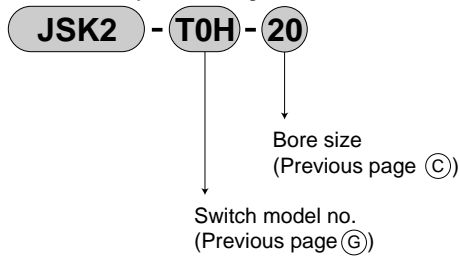 JSK2 - T0H - 20
Bore size
(Previous page Ⓒ)
Switch model no.
(Previous page Ⓖ)